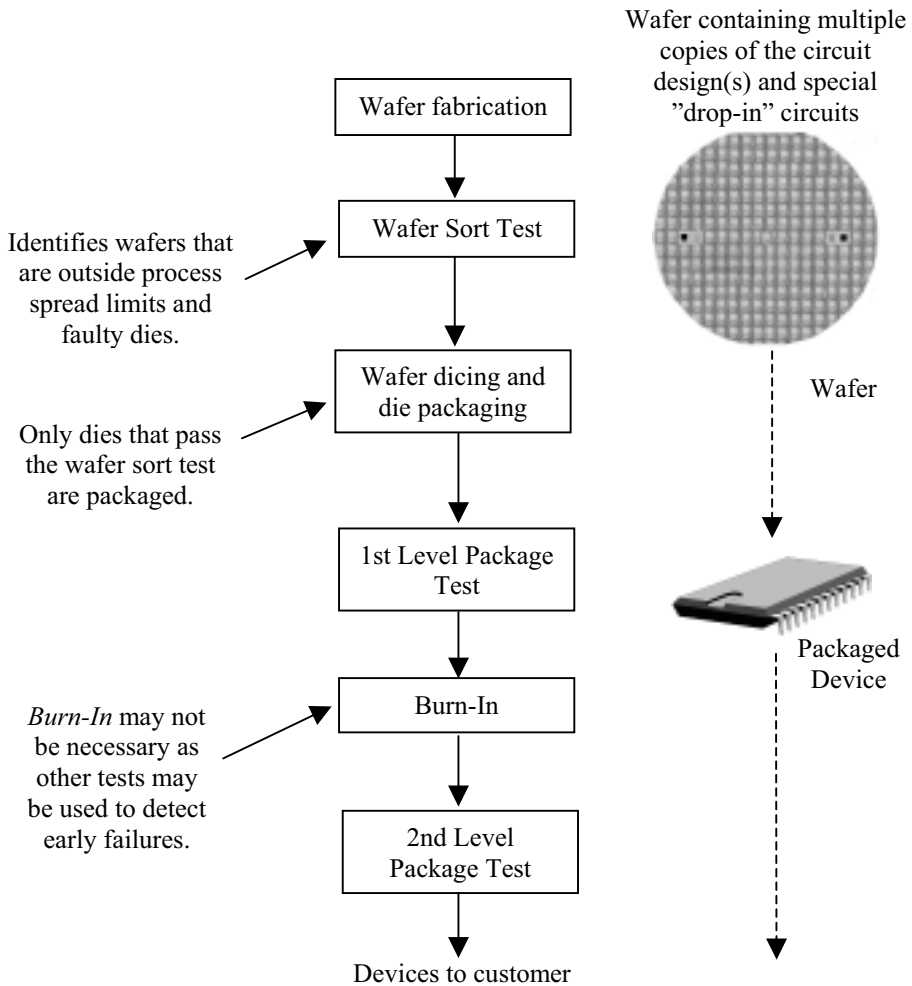 Wafer containing multiple
copies of the circuit
design(s) and special
”drop-in” circuits
Wafer fabrication
Wafer Sort Test
Identifies wafers that
are outside process
spread limits and
faulty dies.
Wafer dicing and
die packaging
Wafer
Only dies that pass
the wafer sort test
are packaged.
1st Level Package
Test
Packaged
Device
Burn-In
Burn-In may not
be necessary as
other tests may
be used to detect
early failures.
2nd Level
Package Test
Devices to customer